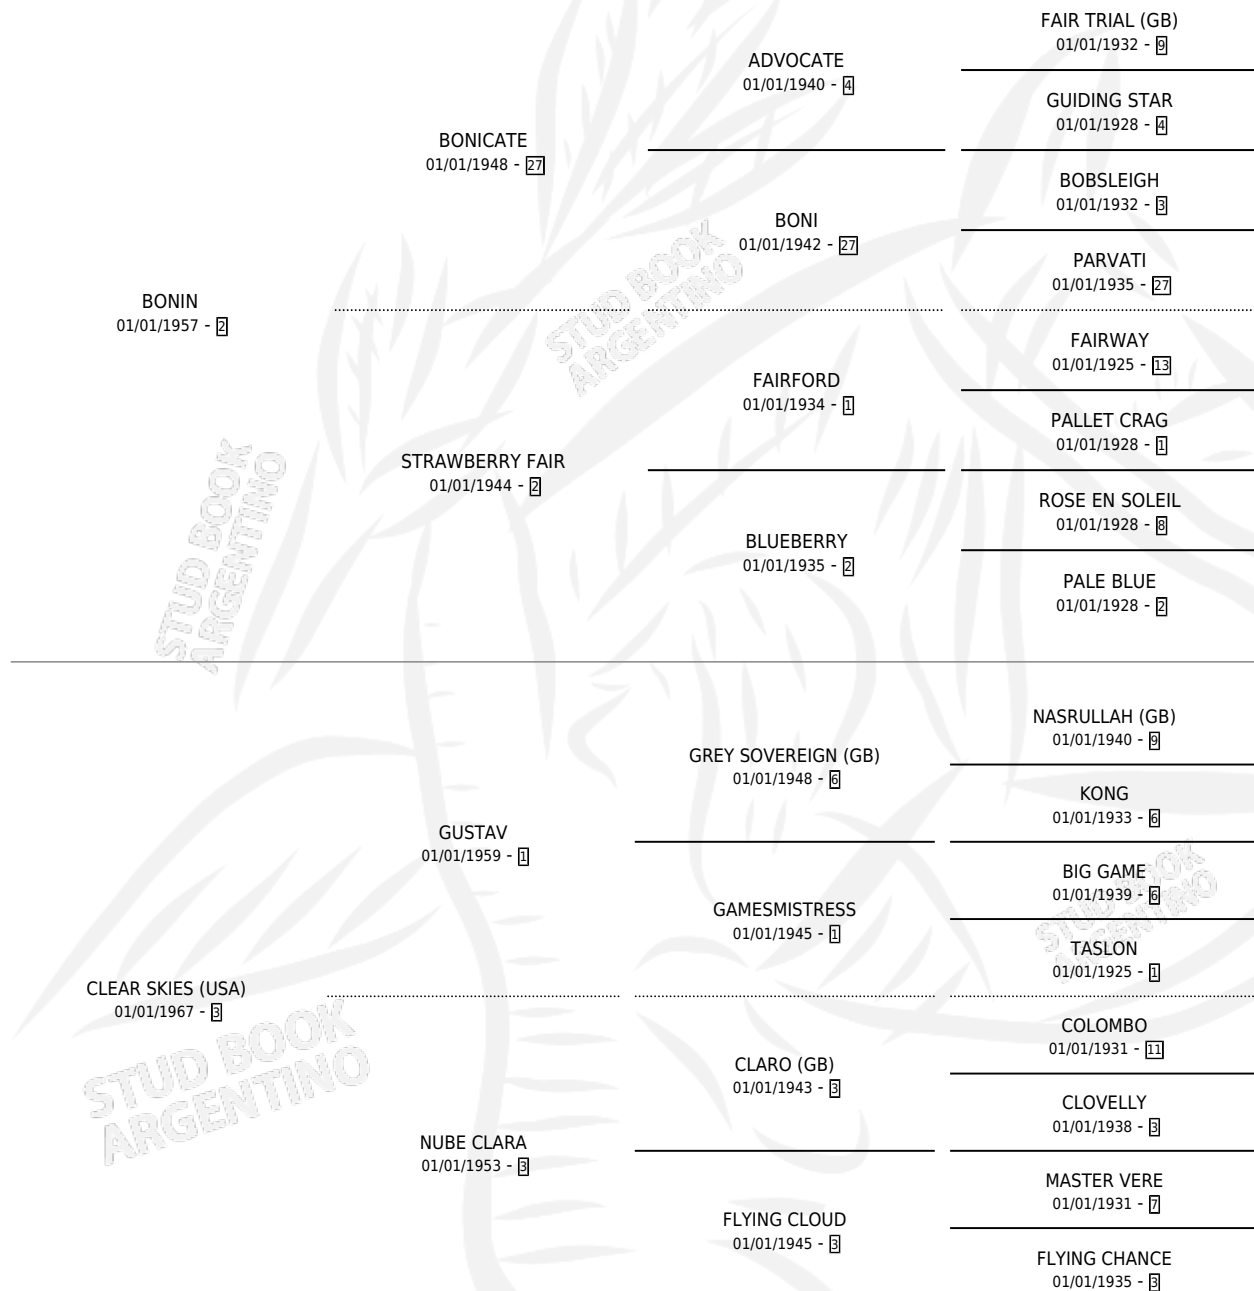 FAIR TRIAL (GB)
01/01/1932 - 9
ADVOCATE
01/01/1940 - 4
GUIDING STAR
01/01/1928 - 4
BONICATE
01/01/1948 - 27
BOBSLEIGH
01/01/1932 - 3
BONI
01/01/1942 - 27
PARVATI
01/01/1935 - 27
BONIN
01/01/1957 - 2
FAIRWAY
01/01/1925 - 13
FAIRFORD
01/01/1934 - 1
PALLET CRAG
01/01/1928 - 1
STRAWBERRY FAIR
01/01/1944 - 2
ROSE EN SOLEIL
01/01/1928 - 8
BLUEBERRY
01/01/1935 - 2
PALE BLUE
01/01/1928 - 2
STUD BOOK
ARGENTINO
STUD BOOK
ARGENTINO
NASRULLAH (GB)
01/01/1940 - 9
GREY SOVEREIGN (GB)
01/01/1948 - 6
KONG
01/01/1933 - 6
GUSTAV
01/01/1959 - 1
BIG GAME
01/01/1939 - 6
GAMESMISTRESS
01/01/1945 - 1
TASLON
01/01/1925 - 1
CLEAR SKIES (USA)
01/01/1967 - 3
COLOMBO
01/01/1931 - 11
CLARO (GB)
01/01/1943 - 3
CLOVELLY
01/01/1938 - 3
NUBE CLARA
01/01/1953 - 3
MASTER VERE
01/01/1931 - 7
FLYING CLOUD
01/01/1945 - 3
FLYING CHANCE
01/01/1935 - 3
STUD BOOK
ARGENTINO
STUD BOOK
ARGENTINO